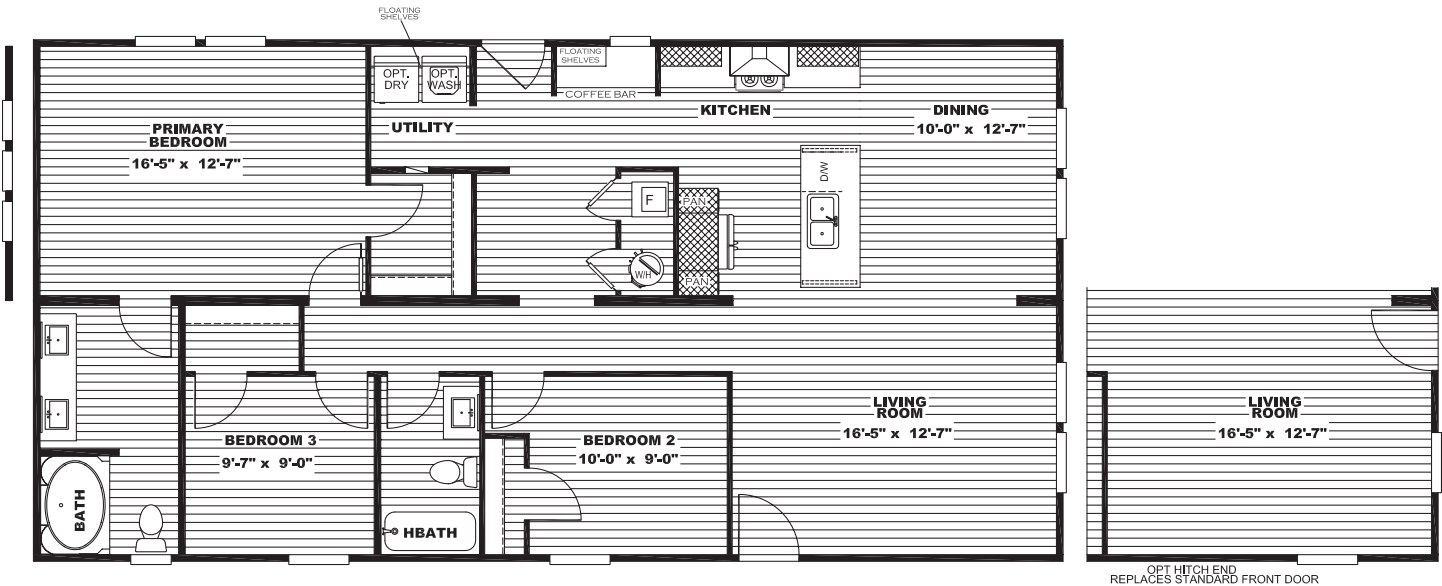 FLOATING
SHELVES
OPT.
DRY
OPT.
WASH
FLOATING
SHELVES
COFFEE BAR
KITCHEN
DINING
10'-0" x 12'-7"
PRIMARY
BEDROOM
16'-5" x 12'-7"
UTILITY
D/W
F
PAN
W/H
PAN
BATH
BEDROOM 3
9'-7" x 9'-0"
HBATH
BEDROOM 2
10'-0" x 9'-0"
LIVING
ROOM
16'-5" x 12'-7"
LIVING
ROOM
16'-5" x 12'-7"
OPT HITCH END
REPLACES STANDARD FRONT DOOR